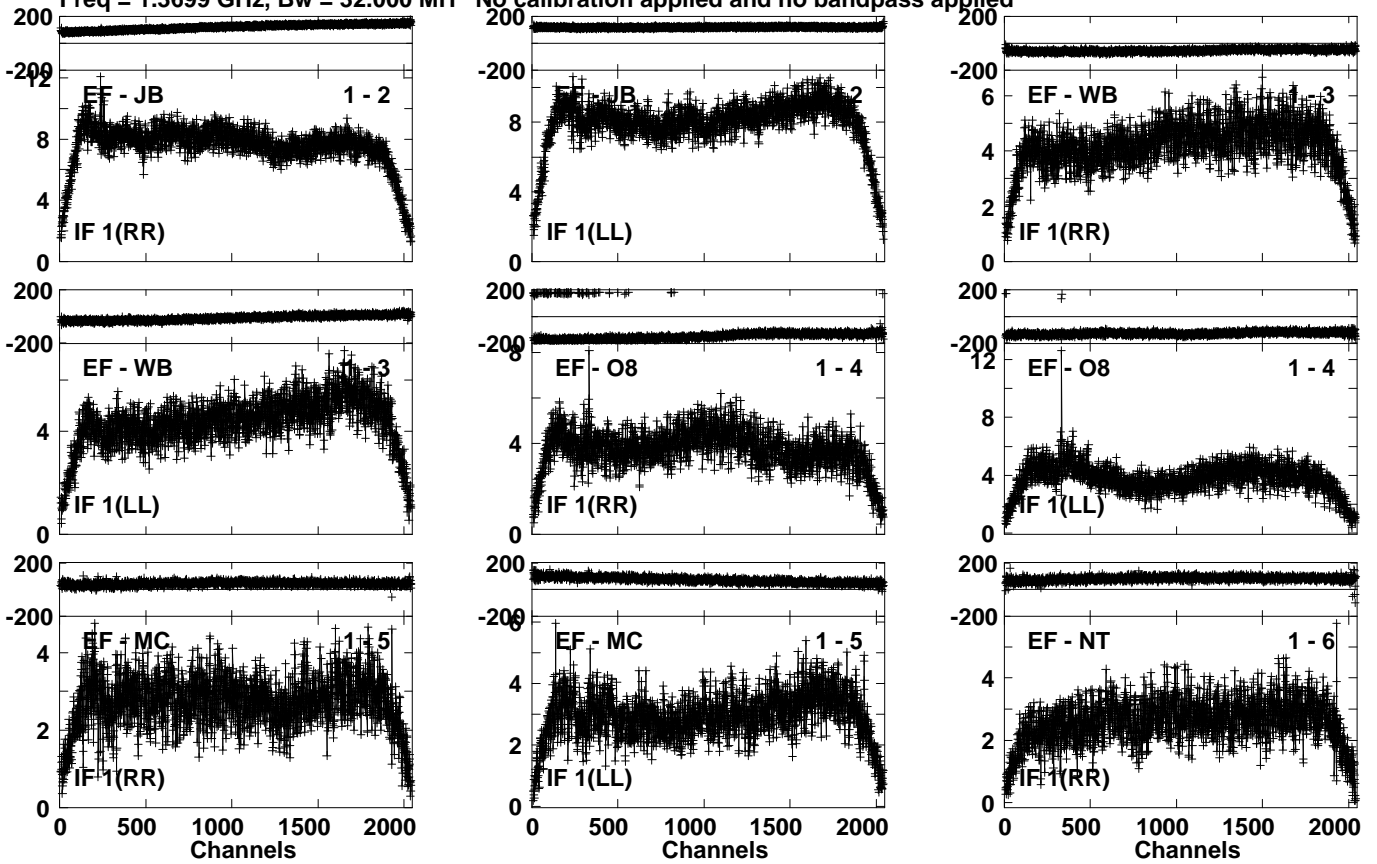 Freq = 1.5699 GHz, Bw = 32.000 MH No calibration applied and no bandpass applied
200
-200
12
8
4
0
EF - JB 1 - 2
IF 1(RR)
200
-200
8
4
0
EF - JB 2
IF 1(LL)
200
-200
6
4
2
0
EF - WB 1 - 3
IF 1(RR)
200
-200
4
0
EF - WB 1 - 3
IF 1(LL)
200
-200
8
4
0
EF - O8 1 - 4
IF 1(RR)
200
-200
12
8
4
0
EF - O8 1 - 4
IF 1(LL)
200
-200
4
2
0
EF - MC 1 - 5
IF 1(RR)
0 500 1000 1500 2000
Channels
200
-200
6
4
2
0
EF - MC 1 - 5
IF 1(LL)
0 500 1000 1500 2000
Channels
200
-200
4
2
0
EF - NT 1 - 6
IF 1(RR)
0 500 1000 1500 2000
Channels